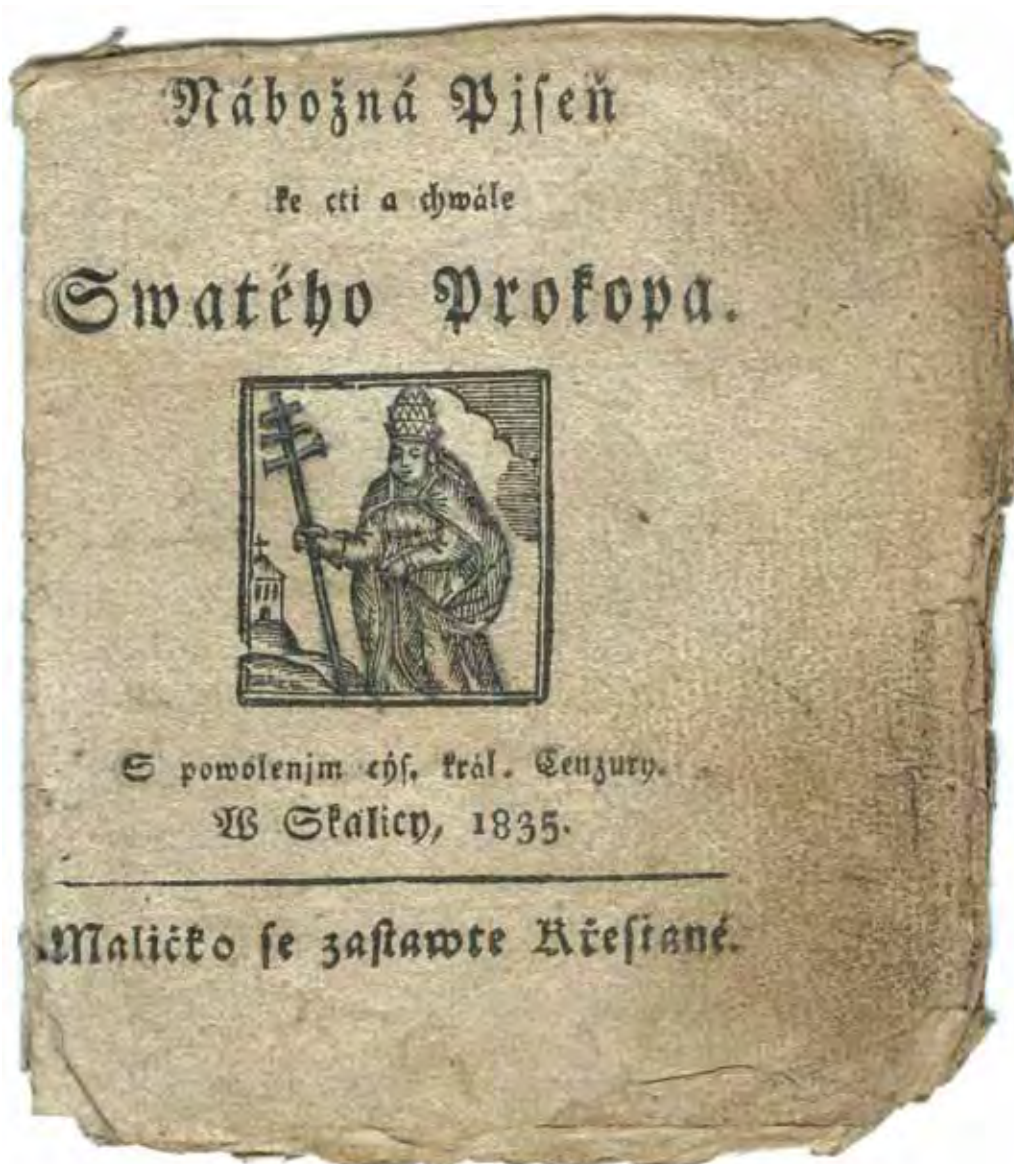 Nábožná Pjſeň
ke cti a chwále
Swatého Prokopa.
S powolenjm cýſ. král. Cenzury.
W Skalicy, 1835.
Maličko ſe zaſtawte Křeſťané.